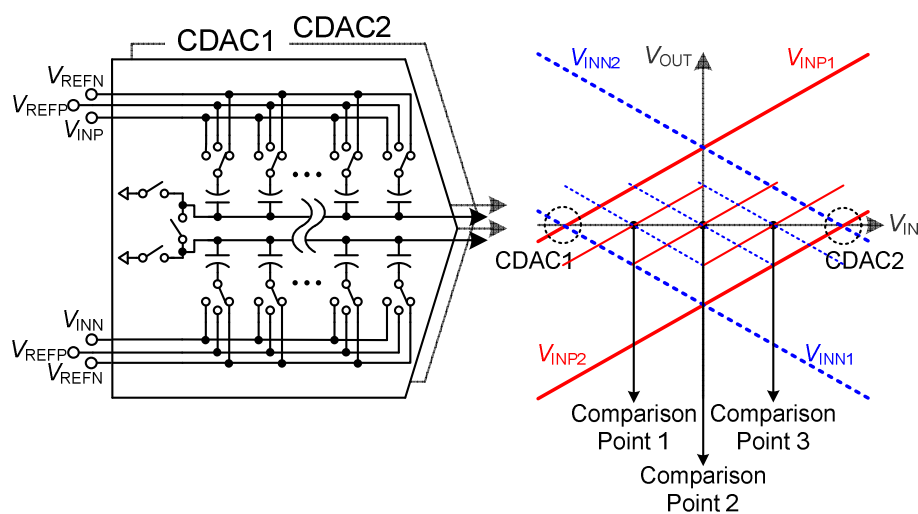 CDAC1
CDAC2
VREFN
VREFP
VINP
VINN
VREFP
VREFN
VINN2
VOUT
VINP1
VIN
CDAC1
CDAC2
VINP2
VINN1
Comparison
Point 1
Comparison
Point 3
Comparison
Point 2